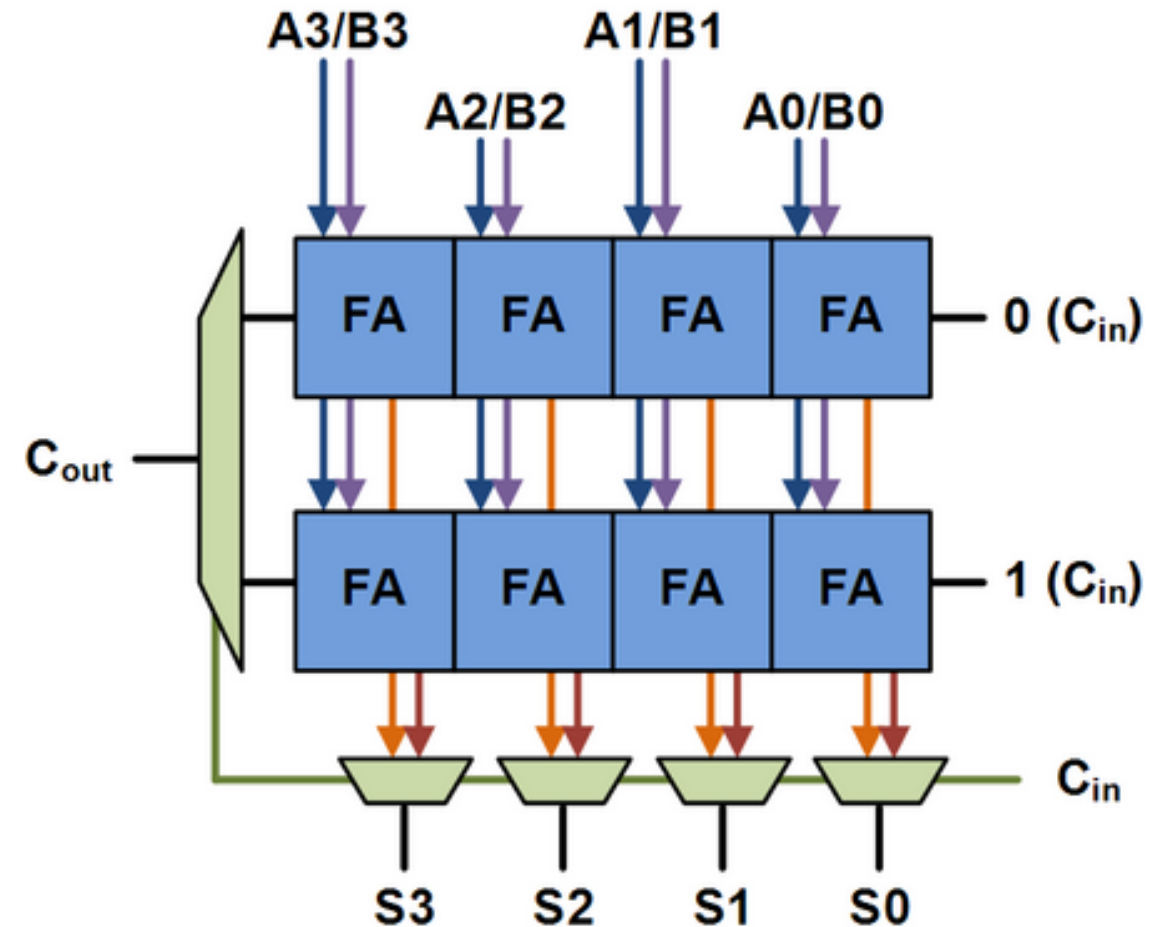 A3/B3
A1/B1
A2/B2
A0/B0
FA
FA
FA
FA
0 (Cin)
Cout
FA
FA
FA
FA
1 (Cin)
Cin
S3
S2
S1
S0